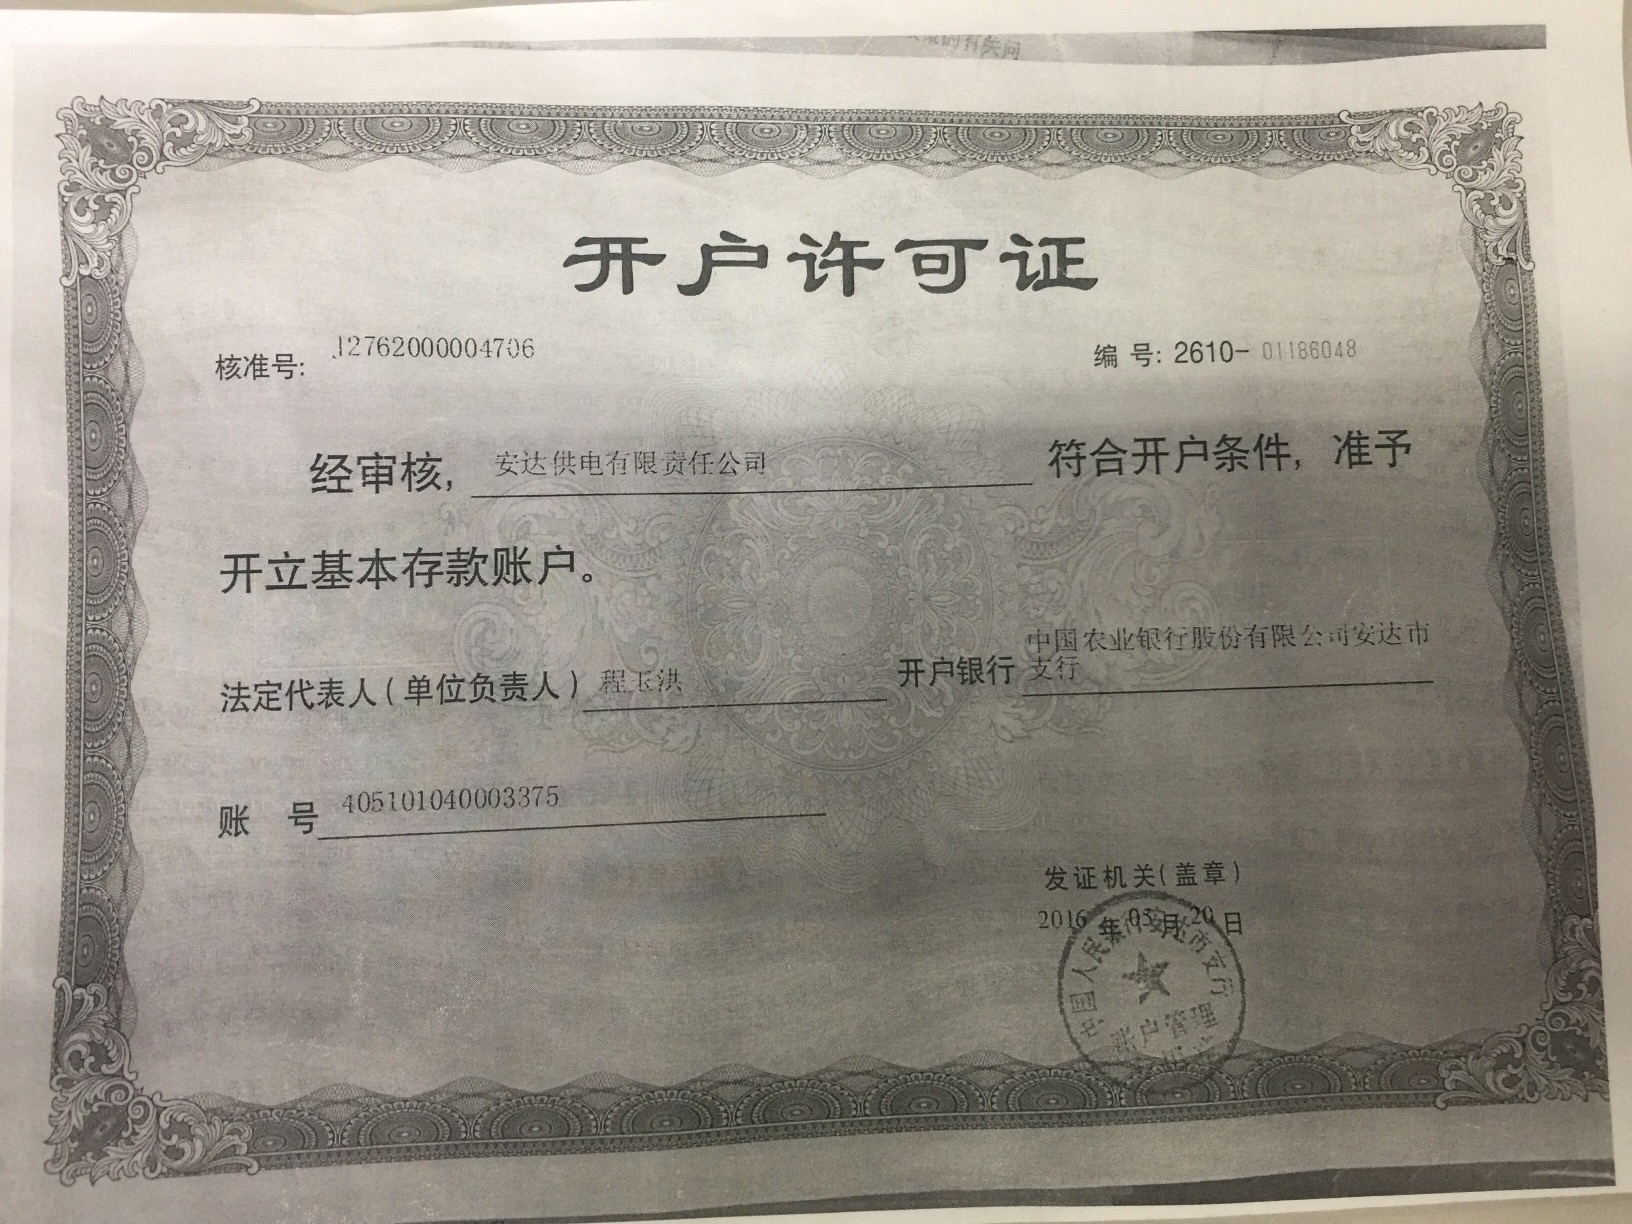 开户许可证
核准号: J2762000004706
编 号: 2610-01186048
经审核, 安达供电有限责任公司 符合开户条件, 准予
开立基本存款账户。
法定代表人(单位负责人) 程玉洪 开户银行 中国农业银行股份有限公司安达市
支行
账 号 405101040003375
发证机关(盖章)
2016 年 05 月 20 日
中国人民银行安达市支行
账户管理